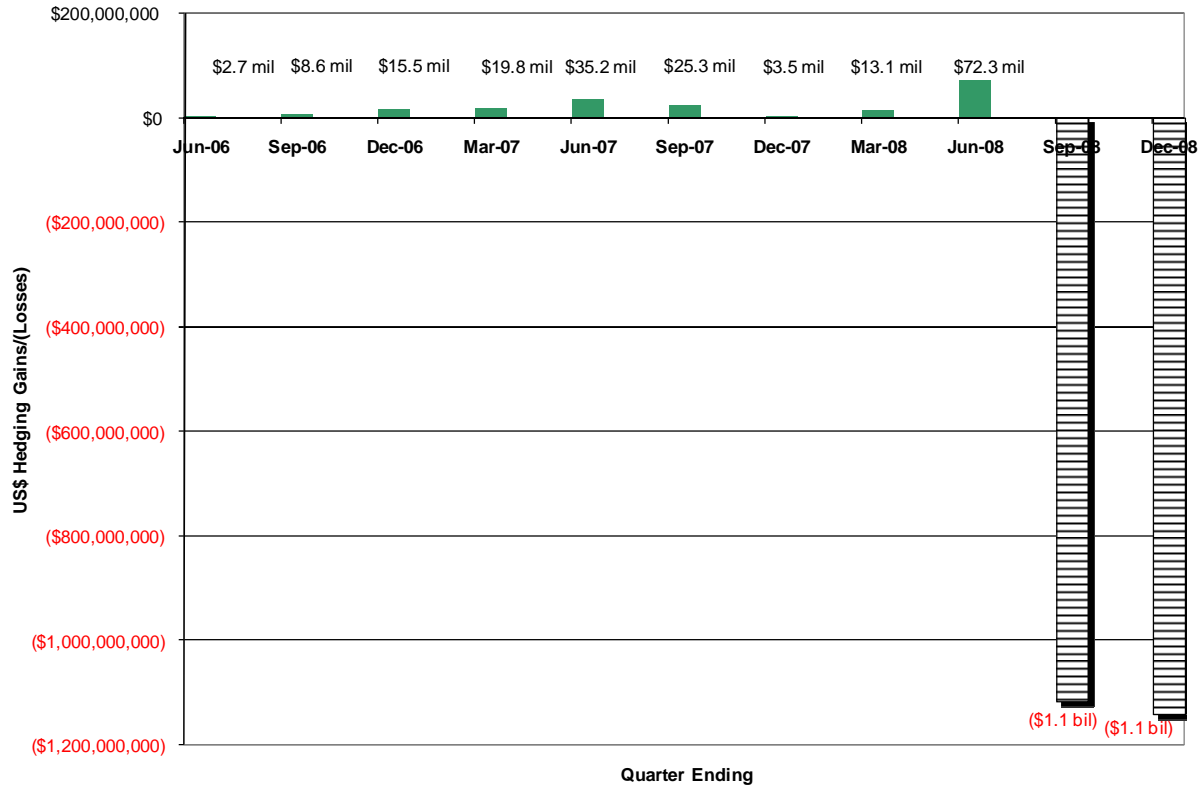 $200,000,000
$2.7 mil $8.6 mil $15.5 mil $19.8 mil $35.2 mil $25.3 mil $3.5 mil $13.1 mil $72.3 mil
$0
Jun-06 Sep-06 Dec-06 Mar-07 Jun-07 Sep-07 Dec-07 Mar-08 Jun-08 Sep-08 Dec-08
($200,000,000)
($400,000,000)
($600,000,000)
($800,000,000)
($1,000,000,000)
($1,200,000,000)
US$ Hedging Gains/(Losses)
($1.1 bil) ($1.1 bil)
Quarter Ending